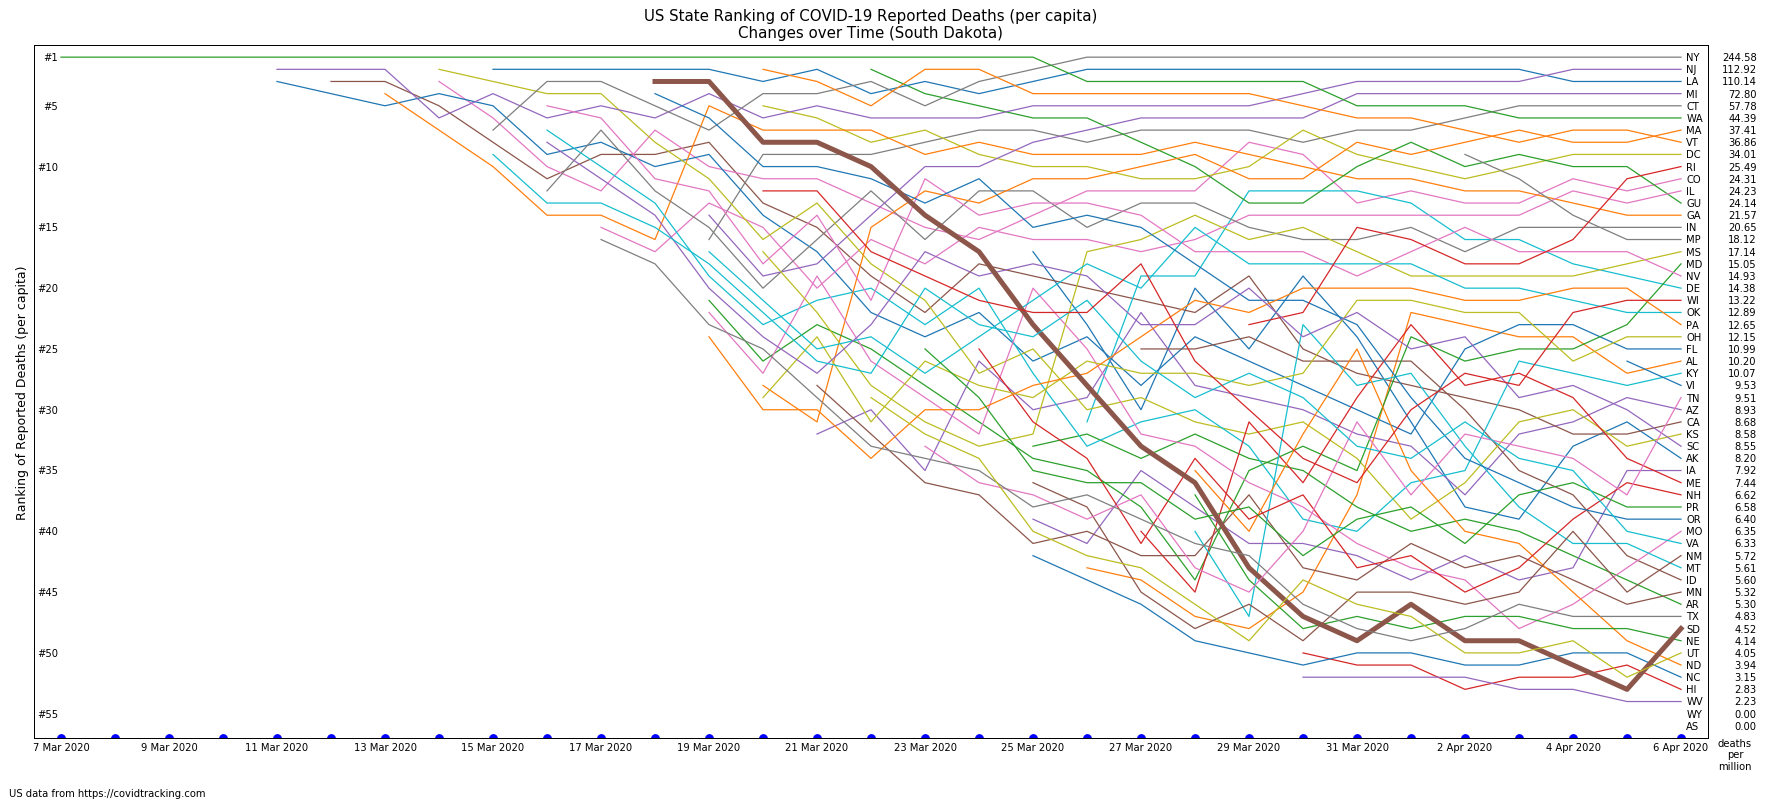 US State Ranking of COVID-19 Reported Deaths (per capita)
Changes over Time (South Dakota)
Ranking of Reported Deaths (per capita)
#1
#5
#10
#15
#20
#25
#30
#35
#40
#45
#50
#55
NY 244.58
NJ 112.92
LA 110.14
MI 72.80
CT 57.78
WA 44.39
MA 37.41
VT 36.86
DC 34.01
RI 25.49
CO 24.31
IL 24.23
GU 24.14
GA 21.57
IN 20.65
MP 18.12
MS 17.14
MD 15.05
NV 14.93
DE 14.38
WI 13.22
OK 12.89
PA 12.65
OH 12.15
FL 10.99
AL 10.20
KY 10.07
VI 9.53
TN 9.51
AZ 8.93
CA 8.68
KS 8.58
SC 8.55
AK 8.20
IA 7.92
ME 7.44
NH 6.62
PR 6.58
OR 6.40
MO 6.35
VA 6.33
NM 5.72
MT 5.61
ID 5.60
MN 5.32
AR 5.30
TX 4.83
SD 4.52
NE 4.14
UT 4.05
ND 3.94
NC 3.15
HI 2.83
WV 2.23
WY 0.00
AS 0.00
7 Mar 2020 9 Mar 2020 11 Mar 2020 13 Mar 2020 15 Mar 2020 17 Mar 2020 19 Mar 2020 21 Mar 2020 23 Mar 2020 25 Mar 2020 27 Mar 2020 29 Mar 2020 31 Mar 2020 2 Apr 2020 4 Apr 2020 6 Apr 2020
deaths
per
million
US data from https://covidtracking.com